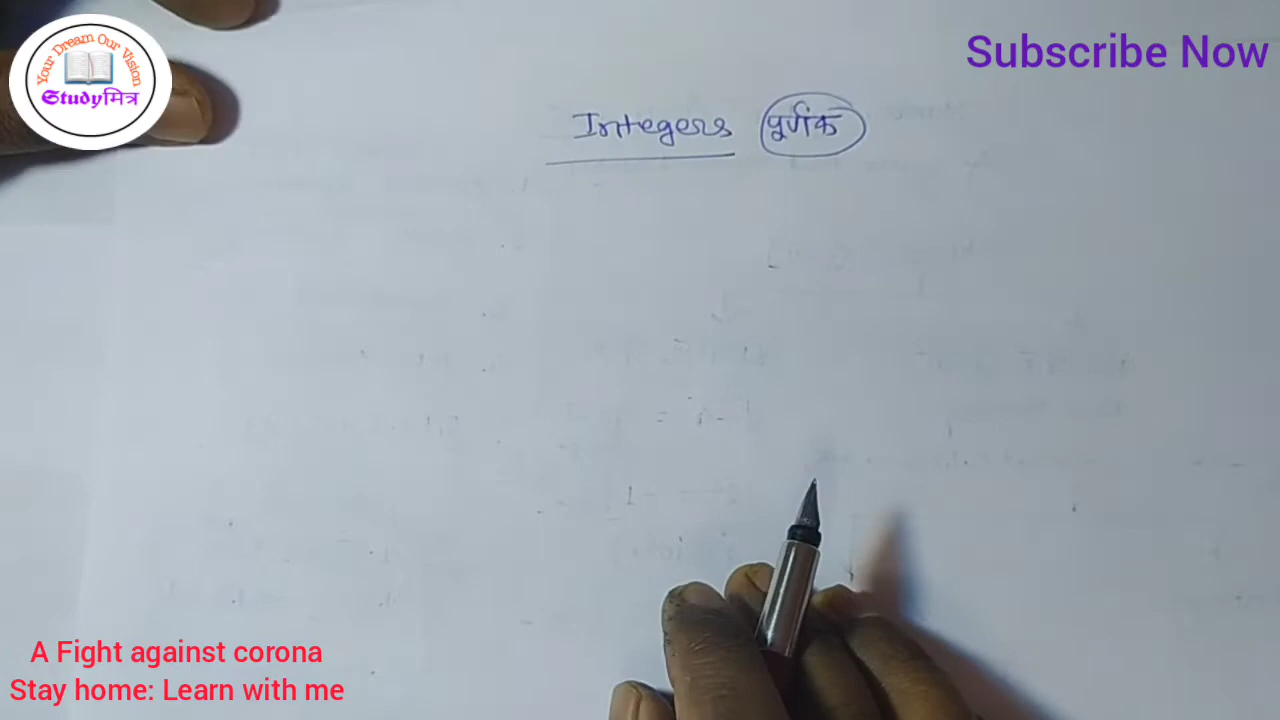 Your Dream Our Vision
Studyमित्र
Subscribe Now
Integers पूर्णांक
A Fight against corona
Stay home: Learn with me